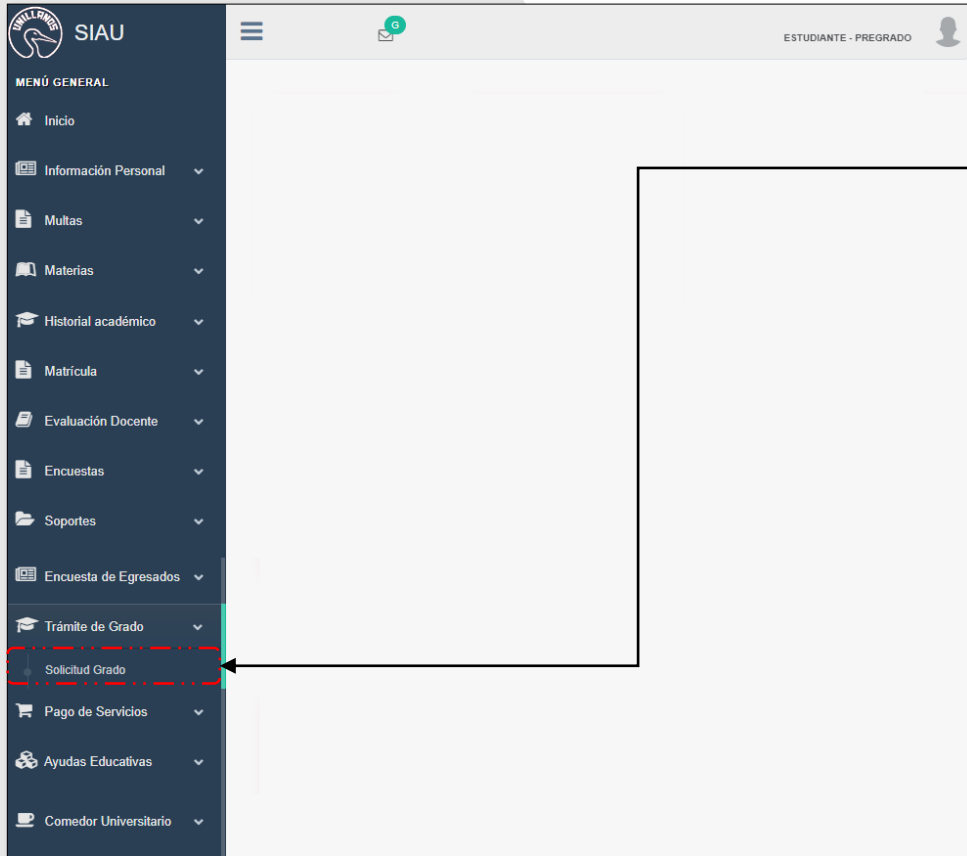 UNILLANOS
SIAU
G
ESTUDIANTE - PREGRADO
MENÚ GENERAL
Inicio
Información Personal
Multas
Materias
Historial académico
Matrícula
Evaluación Docente
Encuestas
Soportes
Encuesta de Egresados
Trámite de Grado
Solicitud Grado
Pago de Servicios
Ayudas Educativas
Comedor Universitario